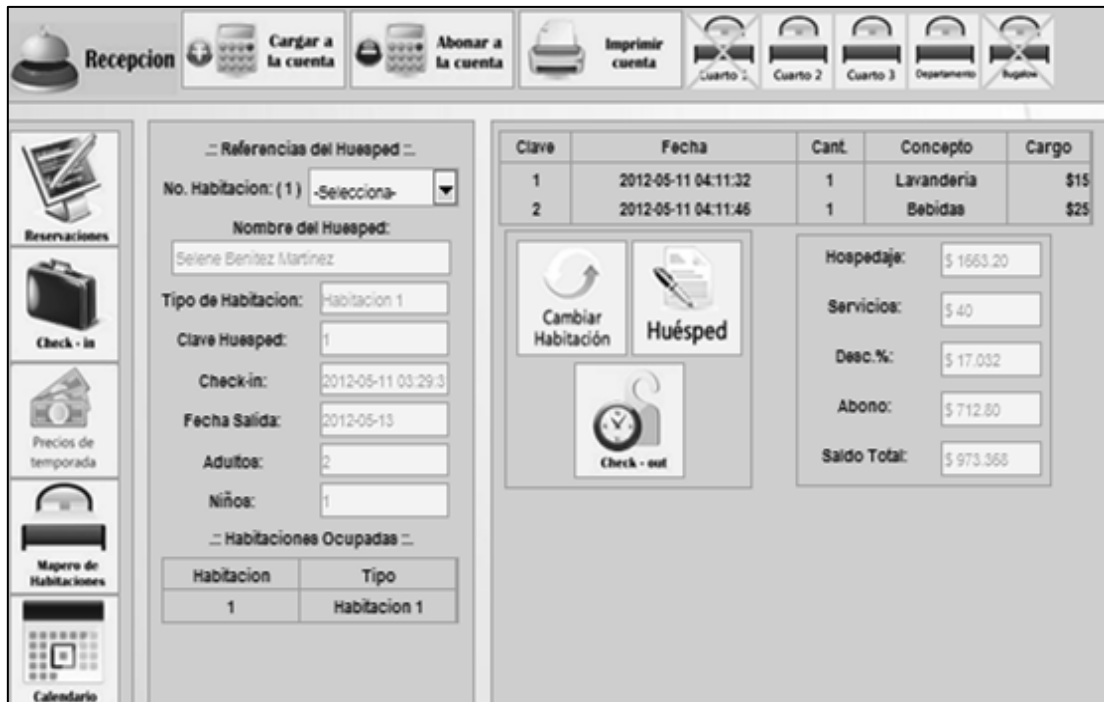 Recepcion
Cargar a
la cuenta
Abonar a
la cuenta
Imprimir
cuenta
Cuarto 1
Cuarto 2
Cuarto 3
Departamento
Bugalow
Reservaciones
Check - in
Precios de
temporada
Mapero de
Habitaciones
Calendario
.:: Referencias del Huesped ::.
No. Habitacion: ( 1 ) -Selecciona-
Nombre del Huesped:
Selene Benitez Martinez
Tipo de Habitacion: Habitacion 1
Clave Huesped: 1
Check-in: 2012-05-11 03:29:3
Fecha Salida: 2012-05-13
Adultos: 2
Niños: 1
.:: Habitaciones Ocupadas ::.
Habitacion Tipo
1 Habitacion 1
Clave Fecha Cant. Concepto Cargo
1 2012-05-11 04:11:32 1 Lavanderia $15
2 2012-05-11 04:11:46 1 Bebidas $25
Cambiar
Habitación
Huésped
Check - out
Hospedaje: $ 1663.20
Servicios: $ 40
Desc.%: $ 17.032
Abono: $ 712.80
Saldo Total: $ 973.368